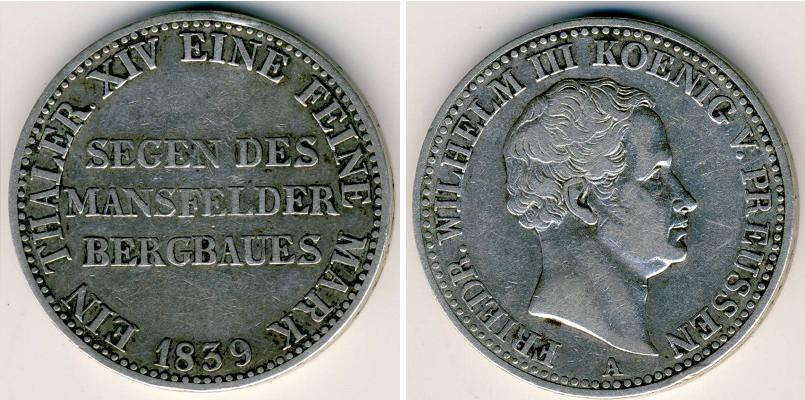 EIN THALER XIV EINE FEINE MARK
SEGEN DES
MANSFELDER
BERGBAUES
1839
FRIEDR. WILHELM III KOENIG V. PREUSSEN
A